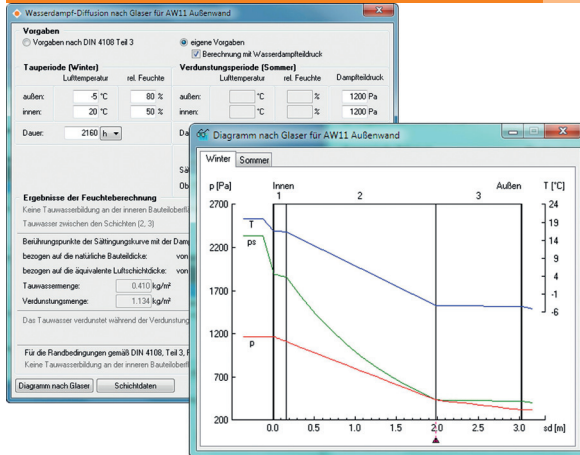 Wasserdampf-Diffusion nach Glaser für AW11 Außenwand
Vorgaben
Vorgaben nach DIN 4108 Teil 3
eigene Vorgaben
Berechnung mit Wasserdampfteildruck
Tauperiode (Winter)
Verdunstungsperiode (Sommer)
Lufttemperatur rel. Feuchte Lufttemperatur rel. Feuchte Dampfteildruck
außen: -5 °C 80 % außen: °C % 1200 Pa
innen: 20 °C 50 % innen: °C % 1200 Pa
Dauer: 2160 h
Ergebnisse der Feuchteberechnung
Keine Tauwasserbildung an der inneren
Tauwasser zwischen den Schichten (2, 3)
Berührungspunkte der Sättingungskurve mit der
bezogen auf die natürliche Bauteildicke: von
bezogen auf die äquivalente Luftschichtdicke: von
Tauwassermenge: 0.410 kg/m²
Verdunstungsmenge: 1.134 kg/m²
Das Tauwasser verdunstet während der
Für die Randbedingungen gemäß DIN 4108, Teil 3,
Keine Tauwasserbildung an der inneren
Diagramm nach Glaser Schichtdaten
Diagramm nach Glaser für AW11 Außenwand
Winter Sommer
p [Pa] Innen Außen T [°C]
1 2 3
2700 24
19
2200 14
9
1700 4
-1
1200 -6
700
200
T
ps
p
0.0 0.5 1.0 1.5 2.0 2.5 3.0 sd [m]